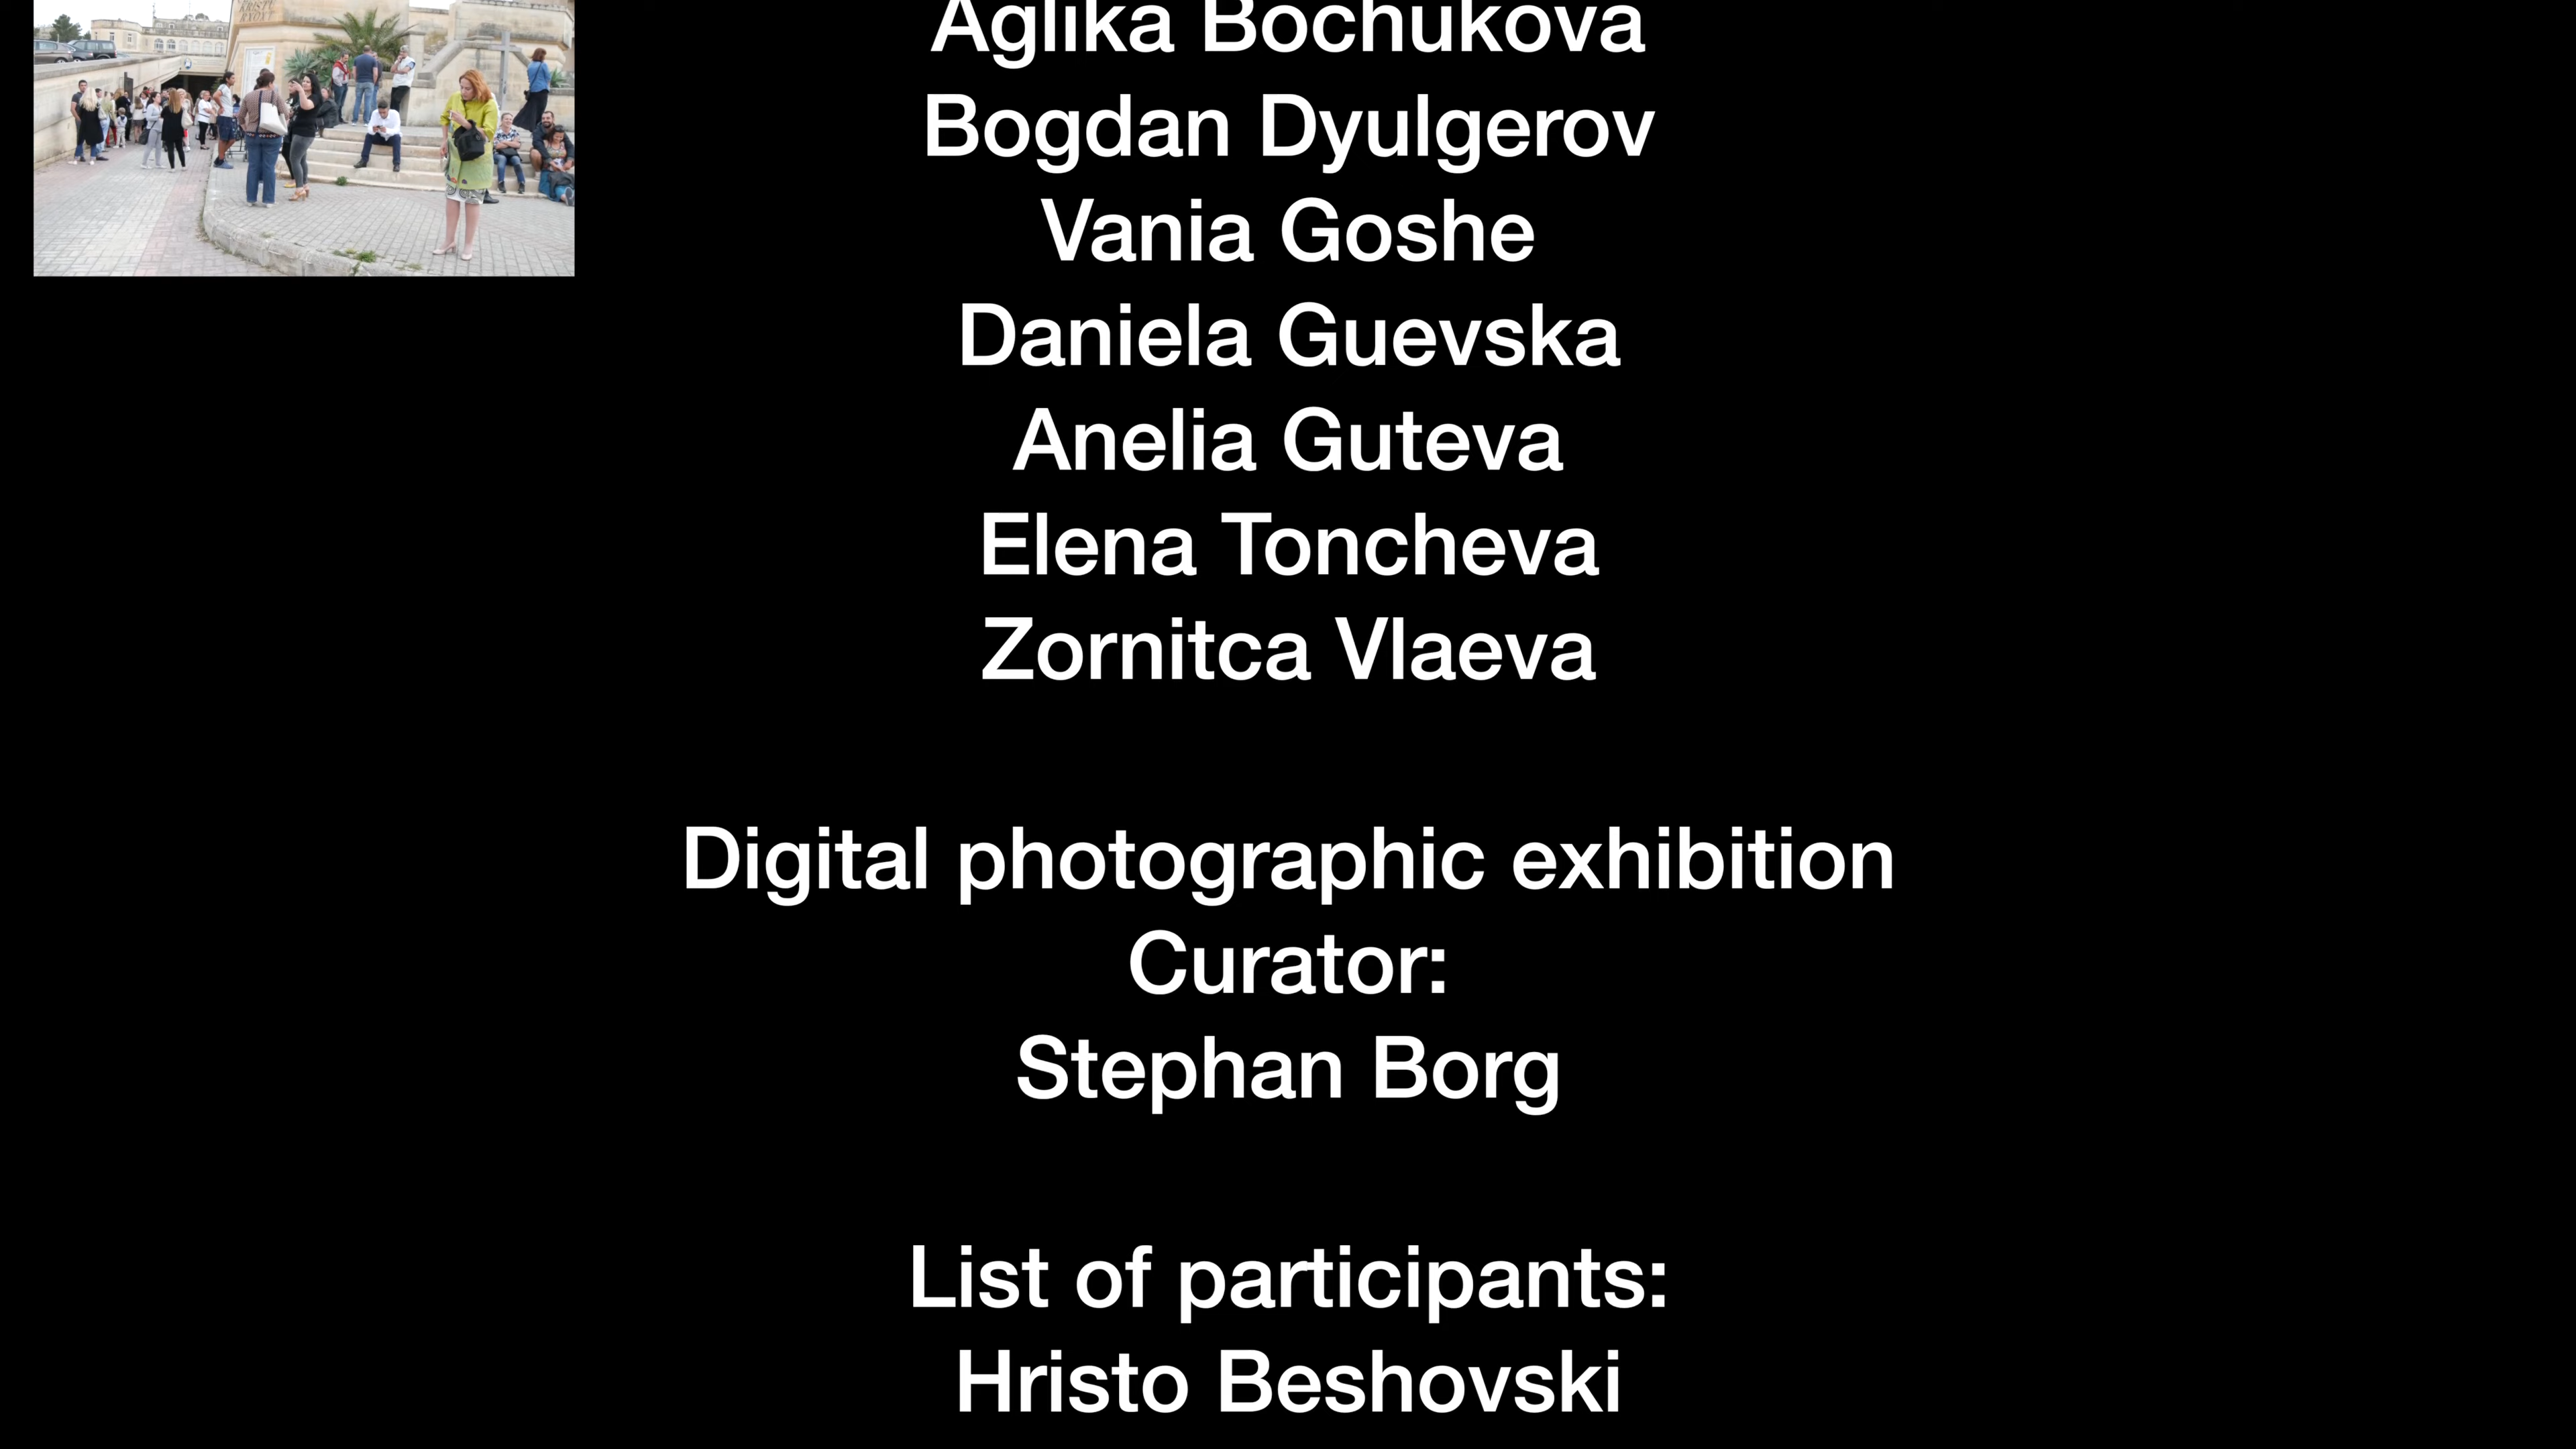 Aglika Bochukova
Bogdan Dyulgerov
Vania Goshe
Daniela Guevska
Anelia Guteva
Elena Toncheva
Zornitca Vlaeva
Digital photographic exhibition
Curator:
Stephan Borg
List of participants:
Hristo Beshovski